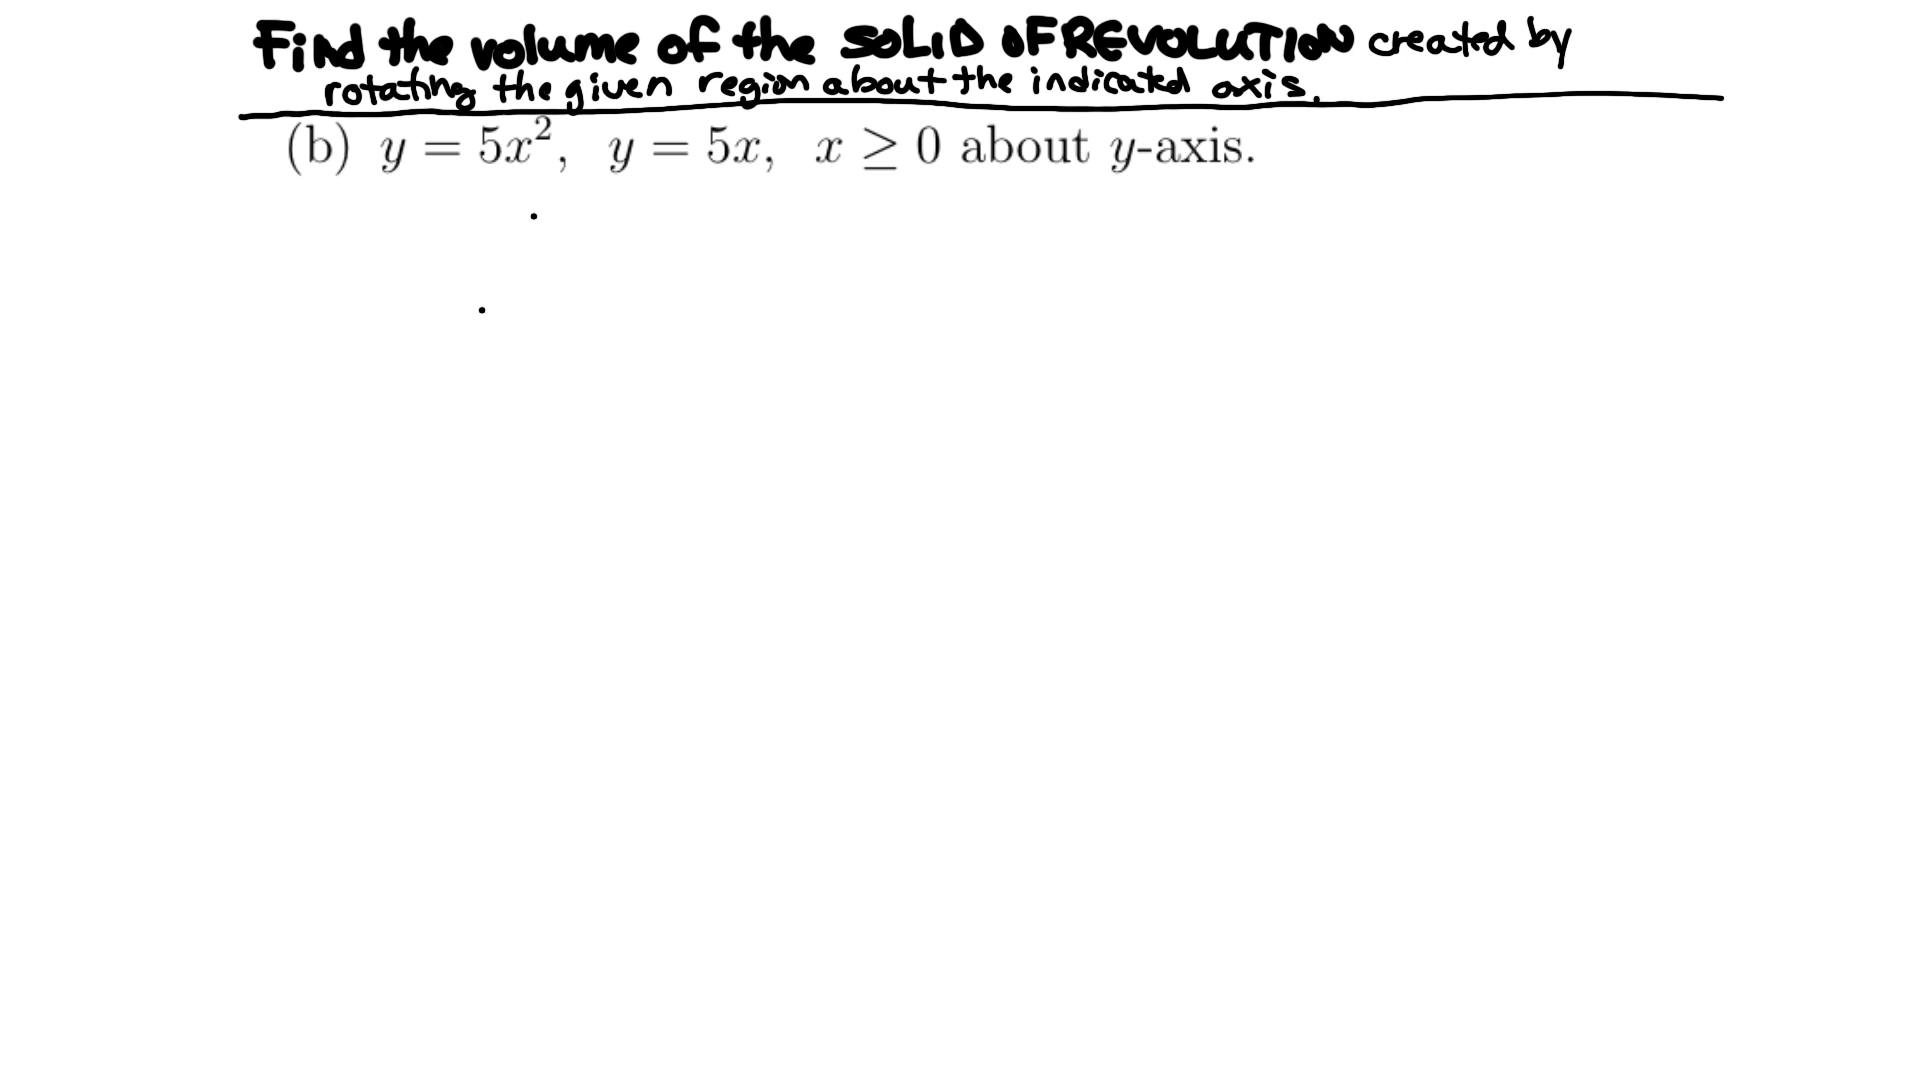 Find the volume of the SOLID OF REVOLUTION created by
rotating the given region about the indicated axis.
(b) y = 5x², y = 5x, x ≥ 0 about y-axis.